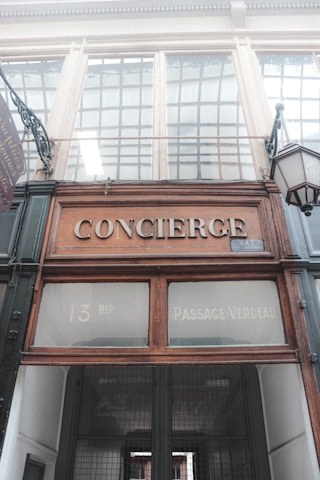 CONCIERGE
13 BIS
PASSAGE VERDEAU